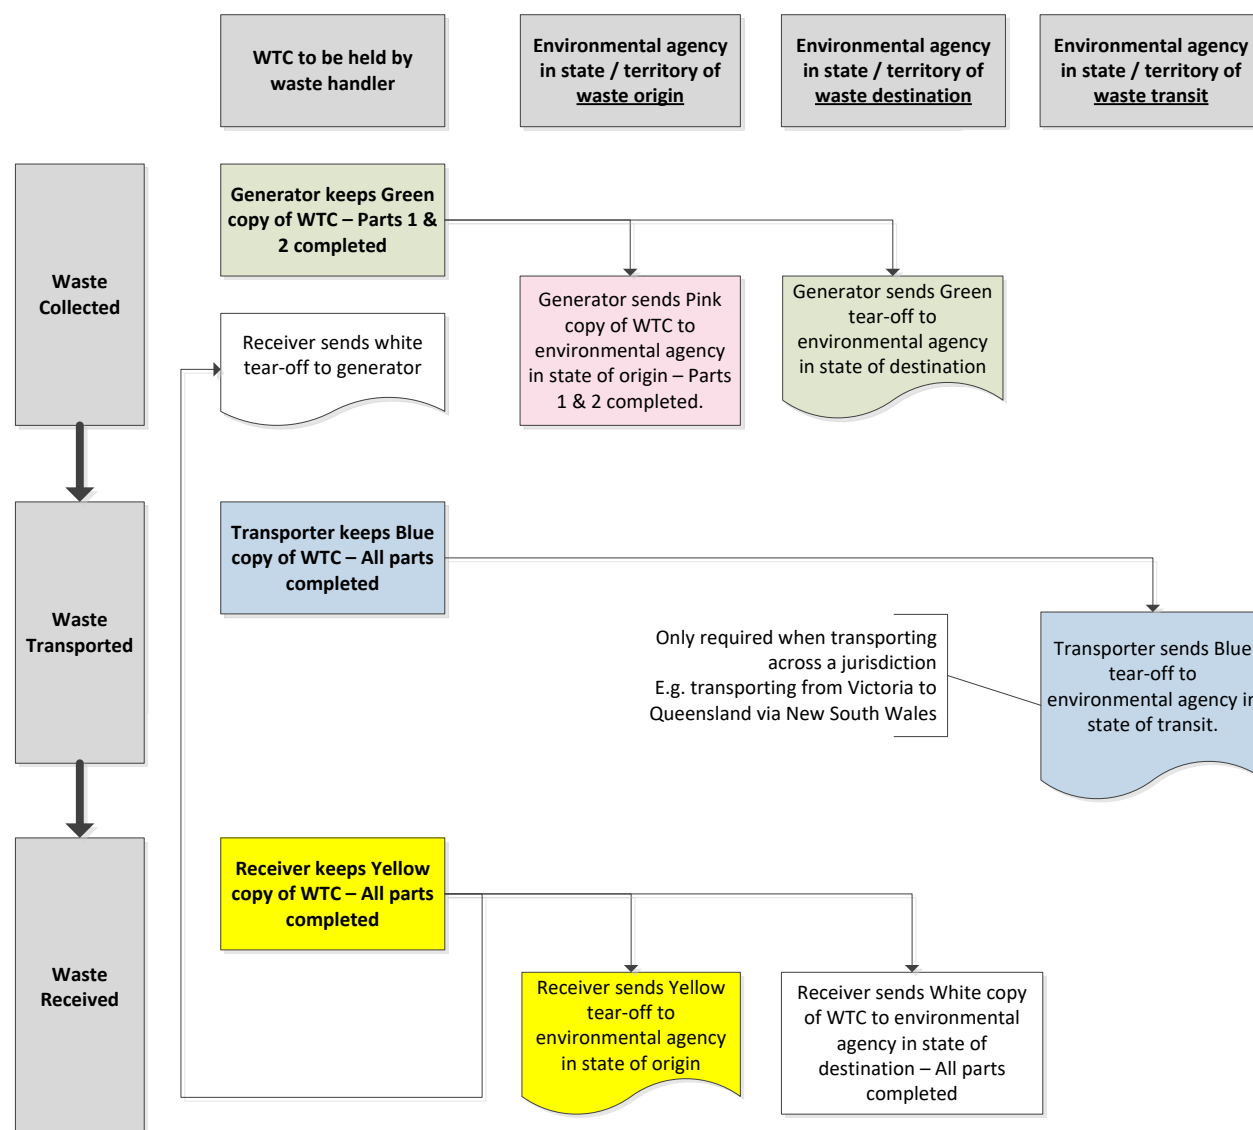 WTC to be held by
waste handler
Environmental agency
in state / territory of
waste origin
Environmental agency
in state / territory of
waste destination
Environmental agency
in state / territory of
waste transit
Waste
Collected
Generator keeps Green
copy of WTC – Parts 1 &
2 completed
Receiver sends white
tear-off to generator
Generator sends Pink
copy of WTC to
environmental agency
in state of origin – Parts
1 & 2 completed.
Generator sends Green
tear-off to
environmental agency
in state of destination
Waste
Transported
Transporter keeps Blue
copy of WTC – All parts
completed
Only required when transporting
across a jurisdiction
E.g. transporting from Victoria to
Queensland via New South Wales
Transporter sends Blue
tear-off to
environmental agency in
state of transit.
Waste
Received
Receiver keeps Yellow
copy of WTC – All parts
completed
Receiver sends Yellow
tear-off to
environmental agency
in state of origin
Receiver sends White copy
of WTC to environmental
agency in state of
destination – All parts
completed